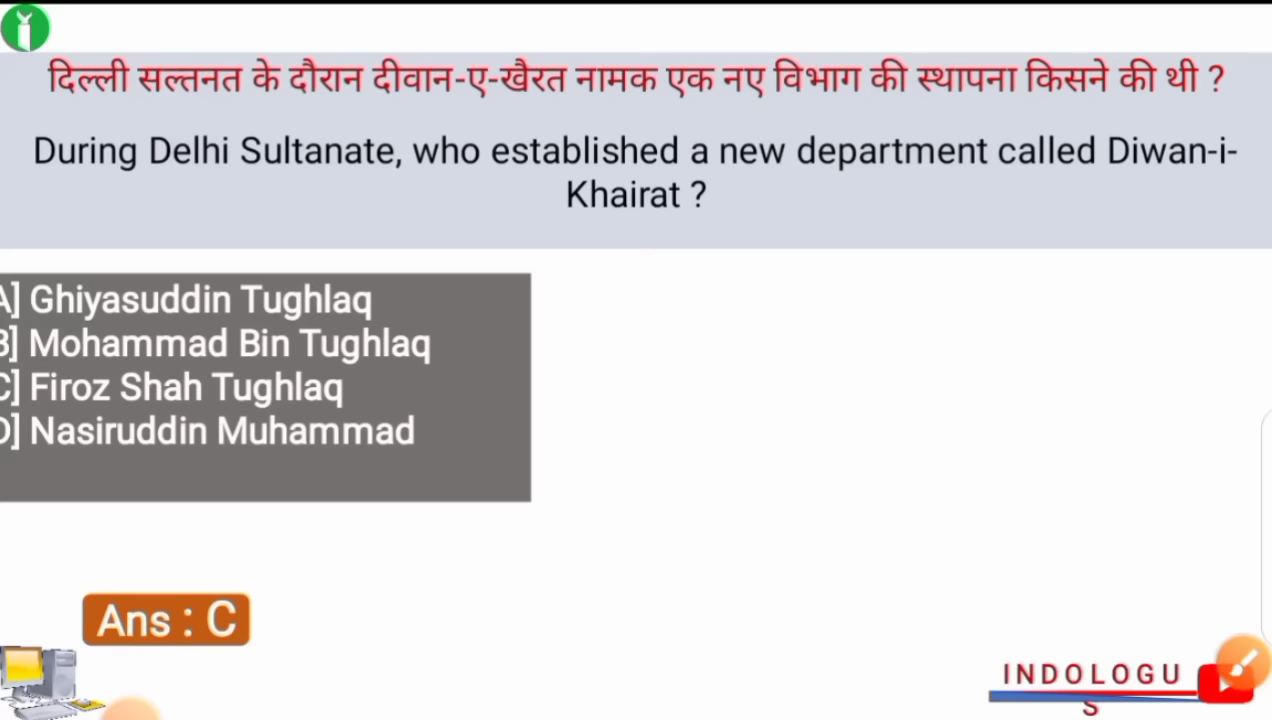 दिल्ली सल्तनत के दौरान दीवान-ए-खैरत नामक एक नए विभाग की स्थापना किसने की थी ?
During Delhi Sultanate, who established a new department called Diwan-i-
Khairat ?
A] Ghiyasuddin Tughlaq
B] Mohammad Bin Tughlaq
C] Firoz Shah Tughlaq
D] Nasiruddin Muhammad
Ans : C
INDOLOGU
S